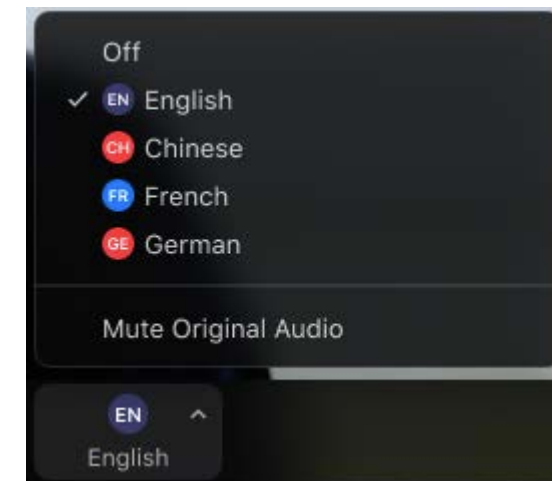 Off
EN English
CH Chinese
FR French
GE German
Mute Original Audio
EN
English